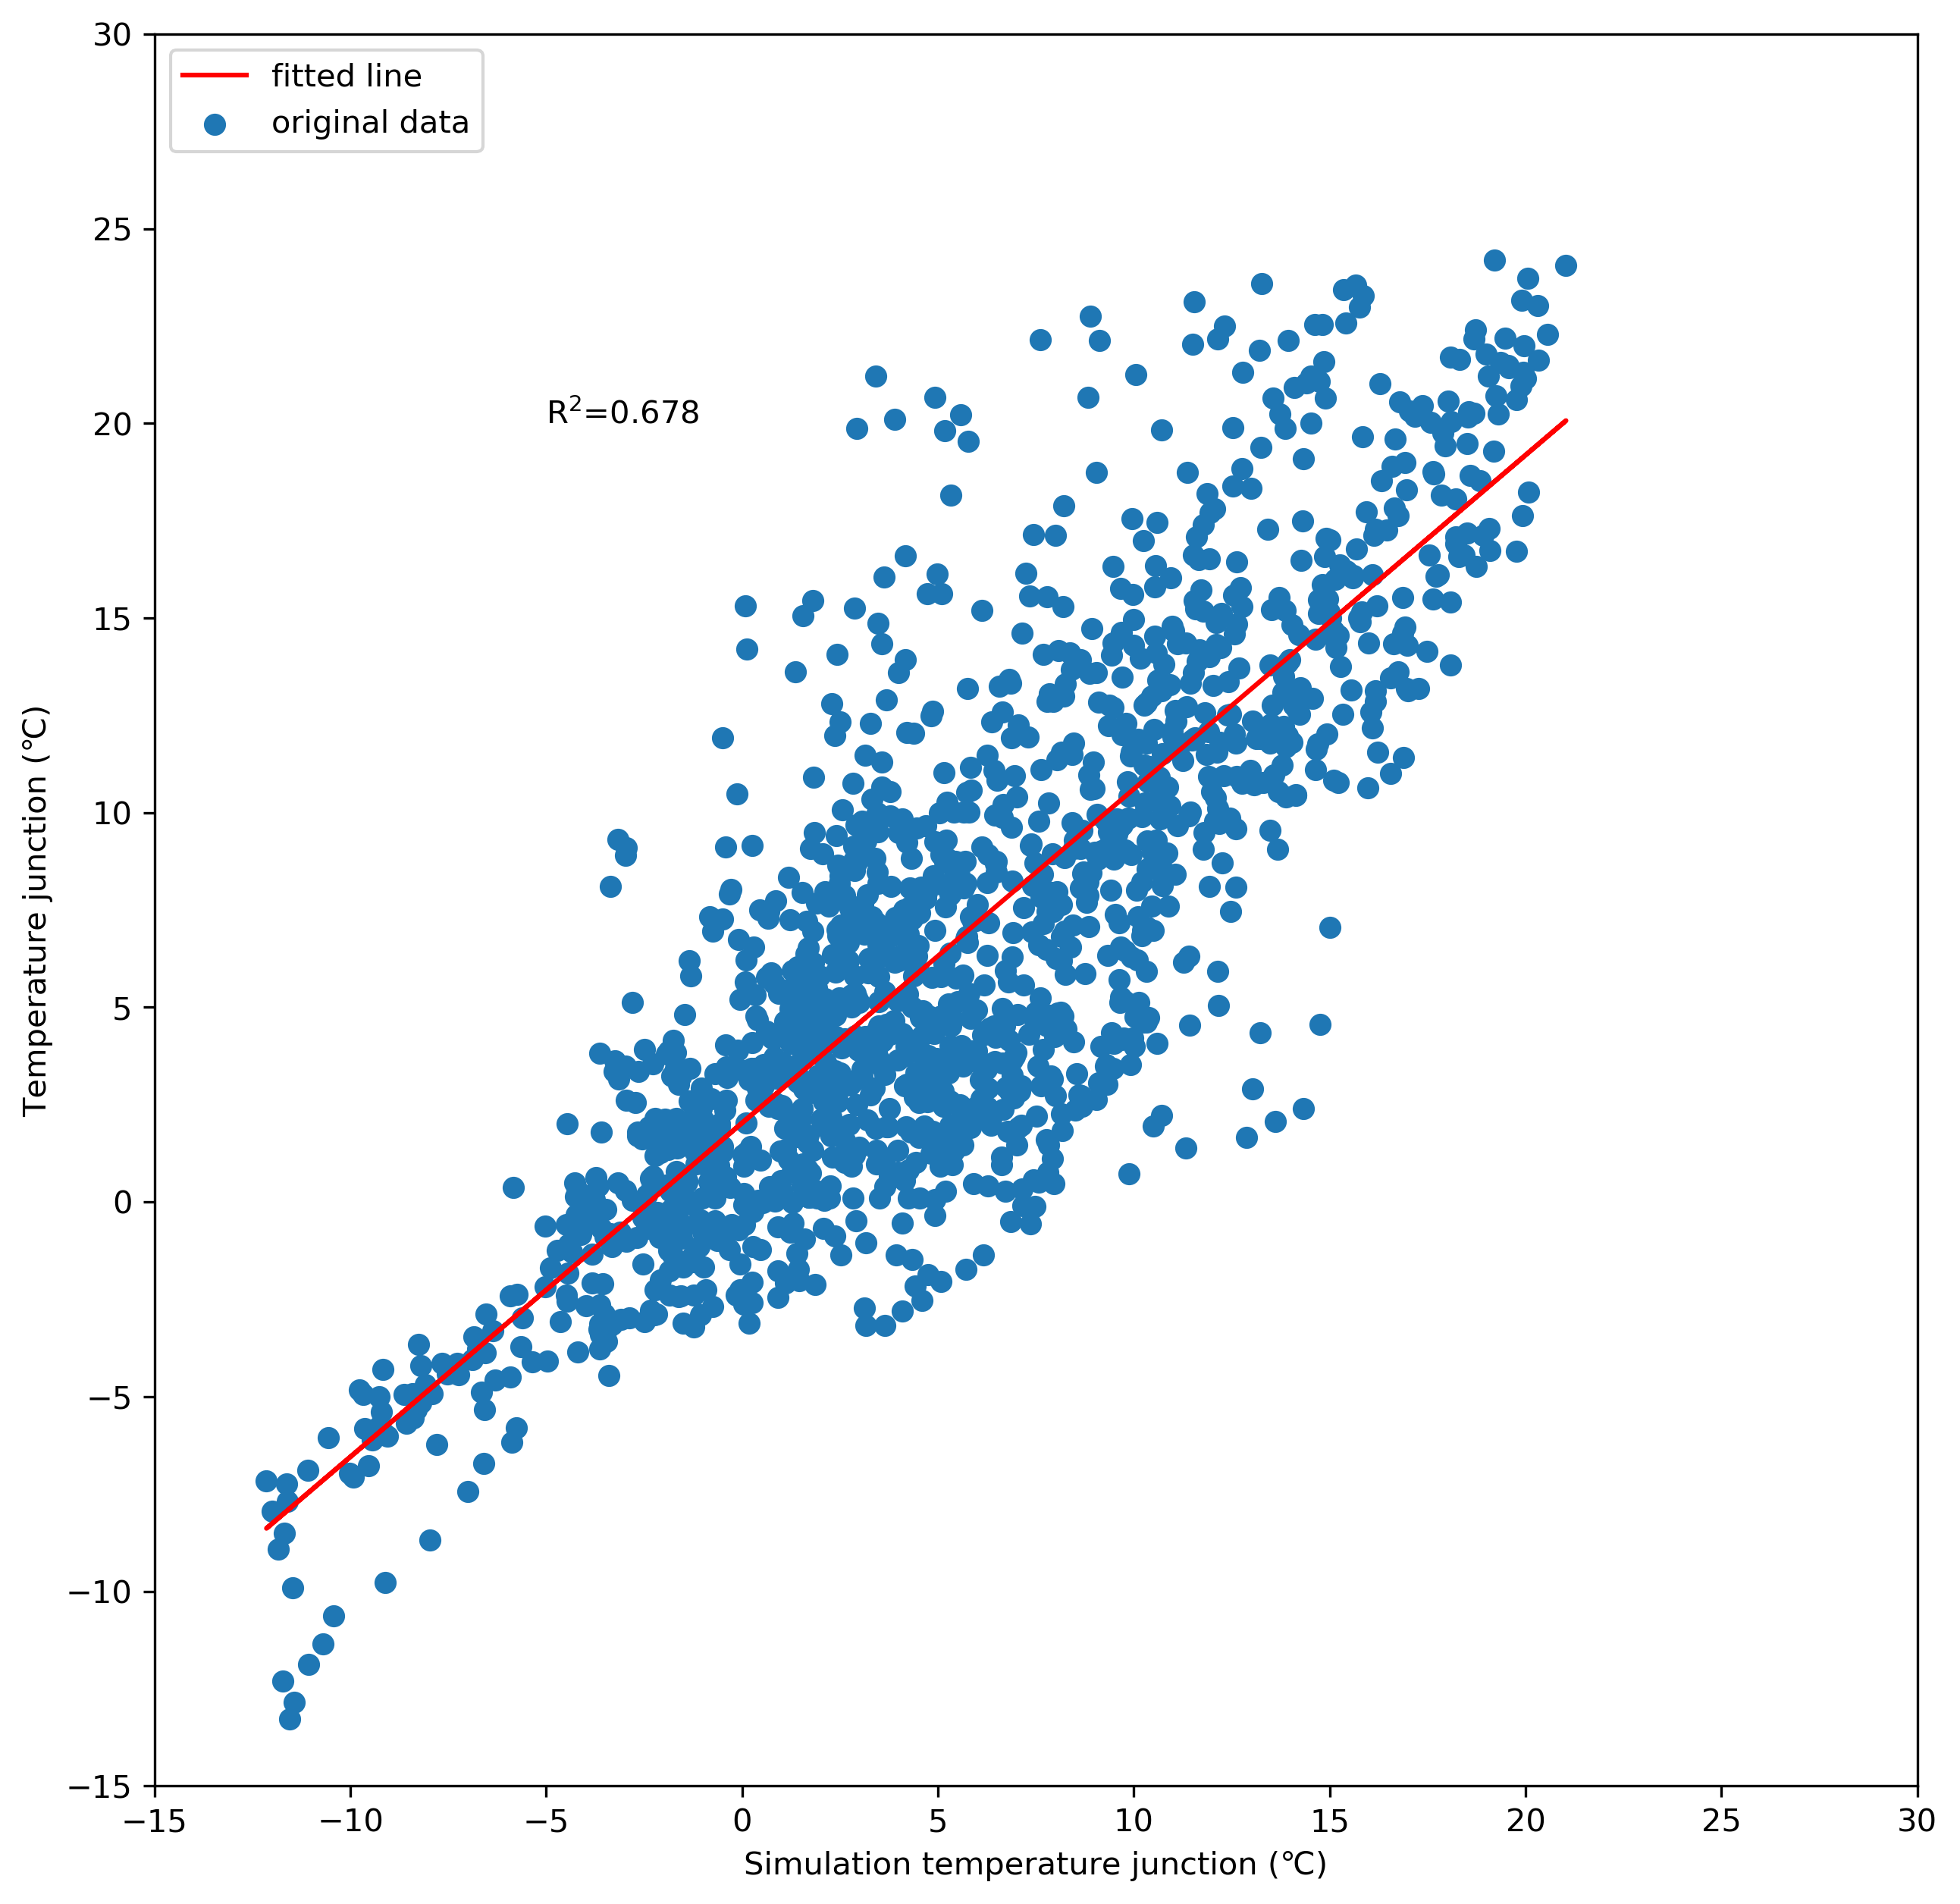 fitted line
original data
R²=0.678
30
25
20
15
10
5
0
−5
−10
−15
Temperature junction (℃)
−15 −10 −5 0 5 10 15 20 25 30
Simulation temperature junction (℃)